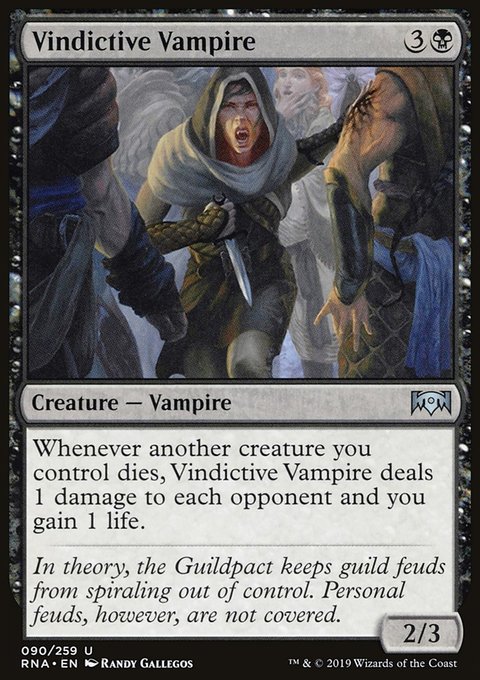 Vindictive Vampire 3
Creature — Vampire
Whenever another creature you
control dies, Vindictive Vampire deals
1 damage to each opponent and you
gain 1 life.
In theory, the Guildpact keeps guild feuds
from spiraling out of control. Personal
feuds, however, are not covered.
2/3
090/259 U
RNA • EN Randy Gallegos
™ & © 2019 Wizards of the Coast